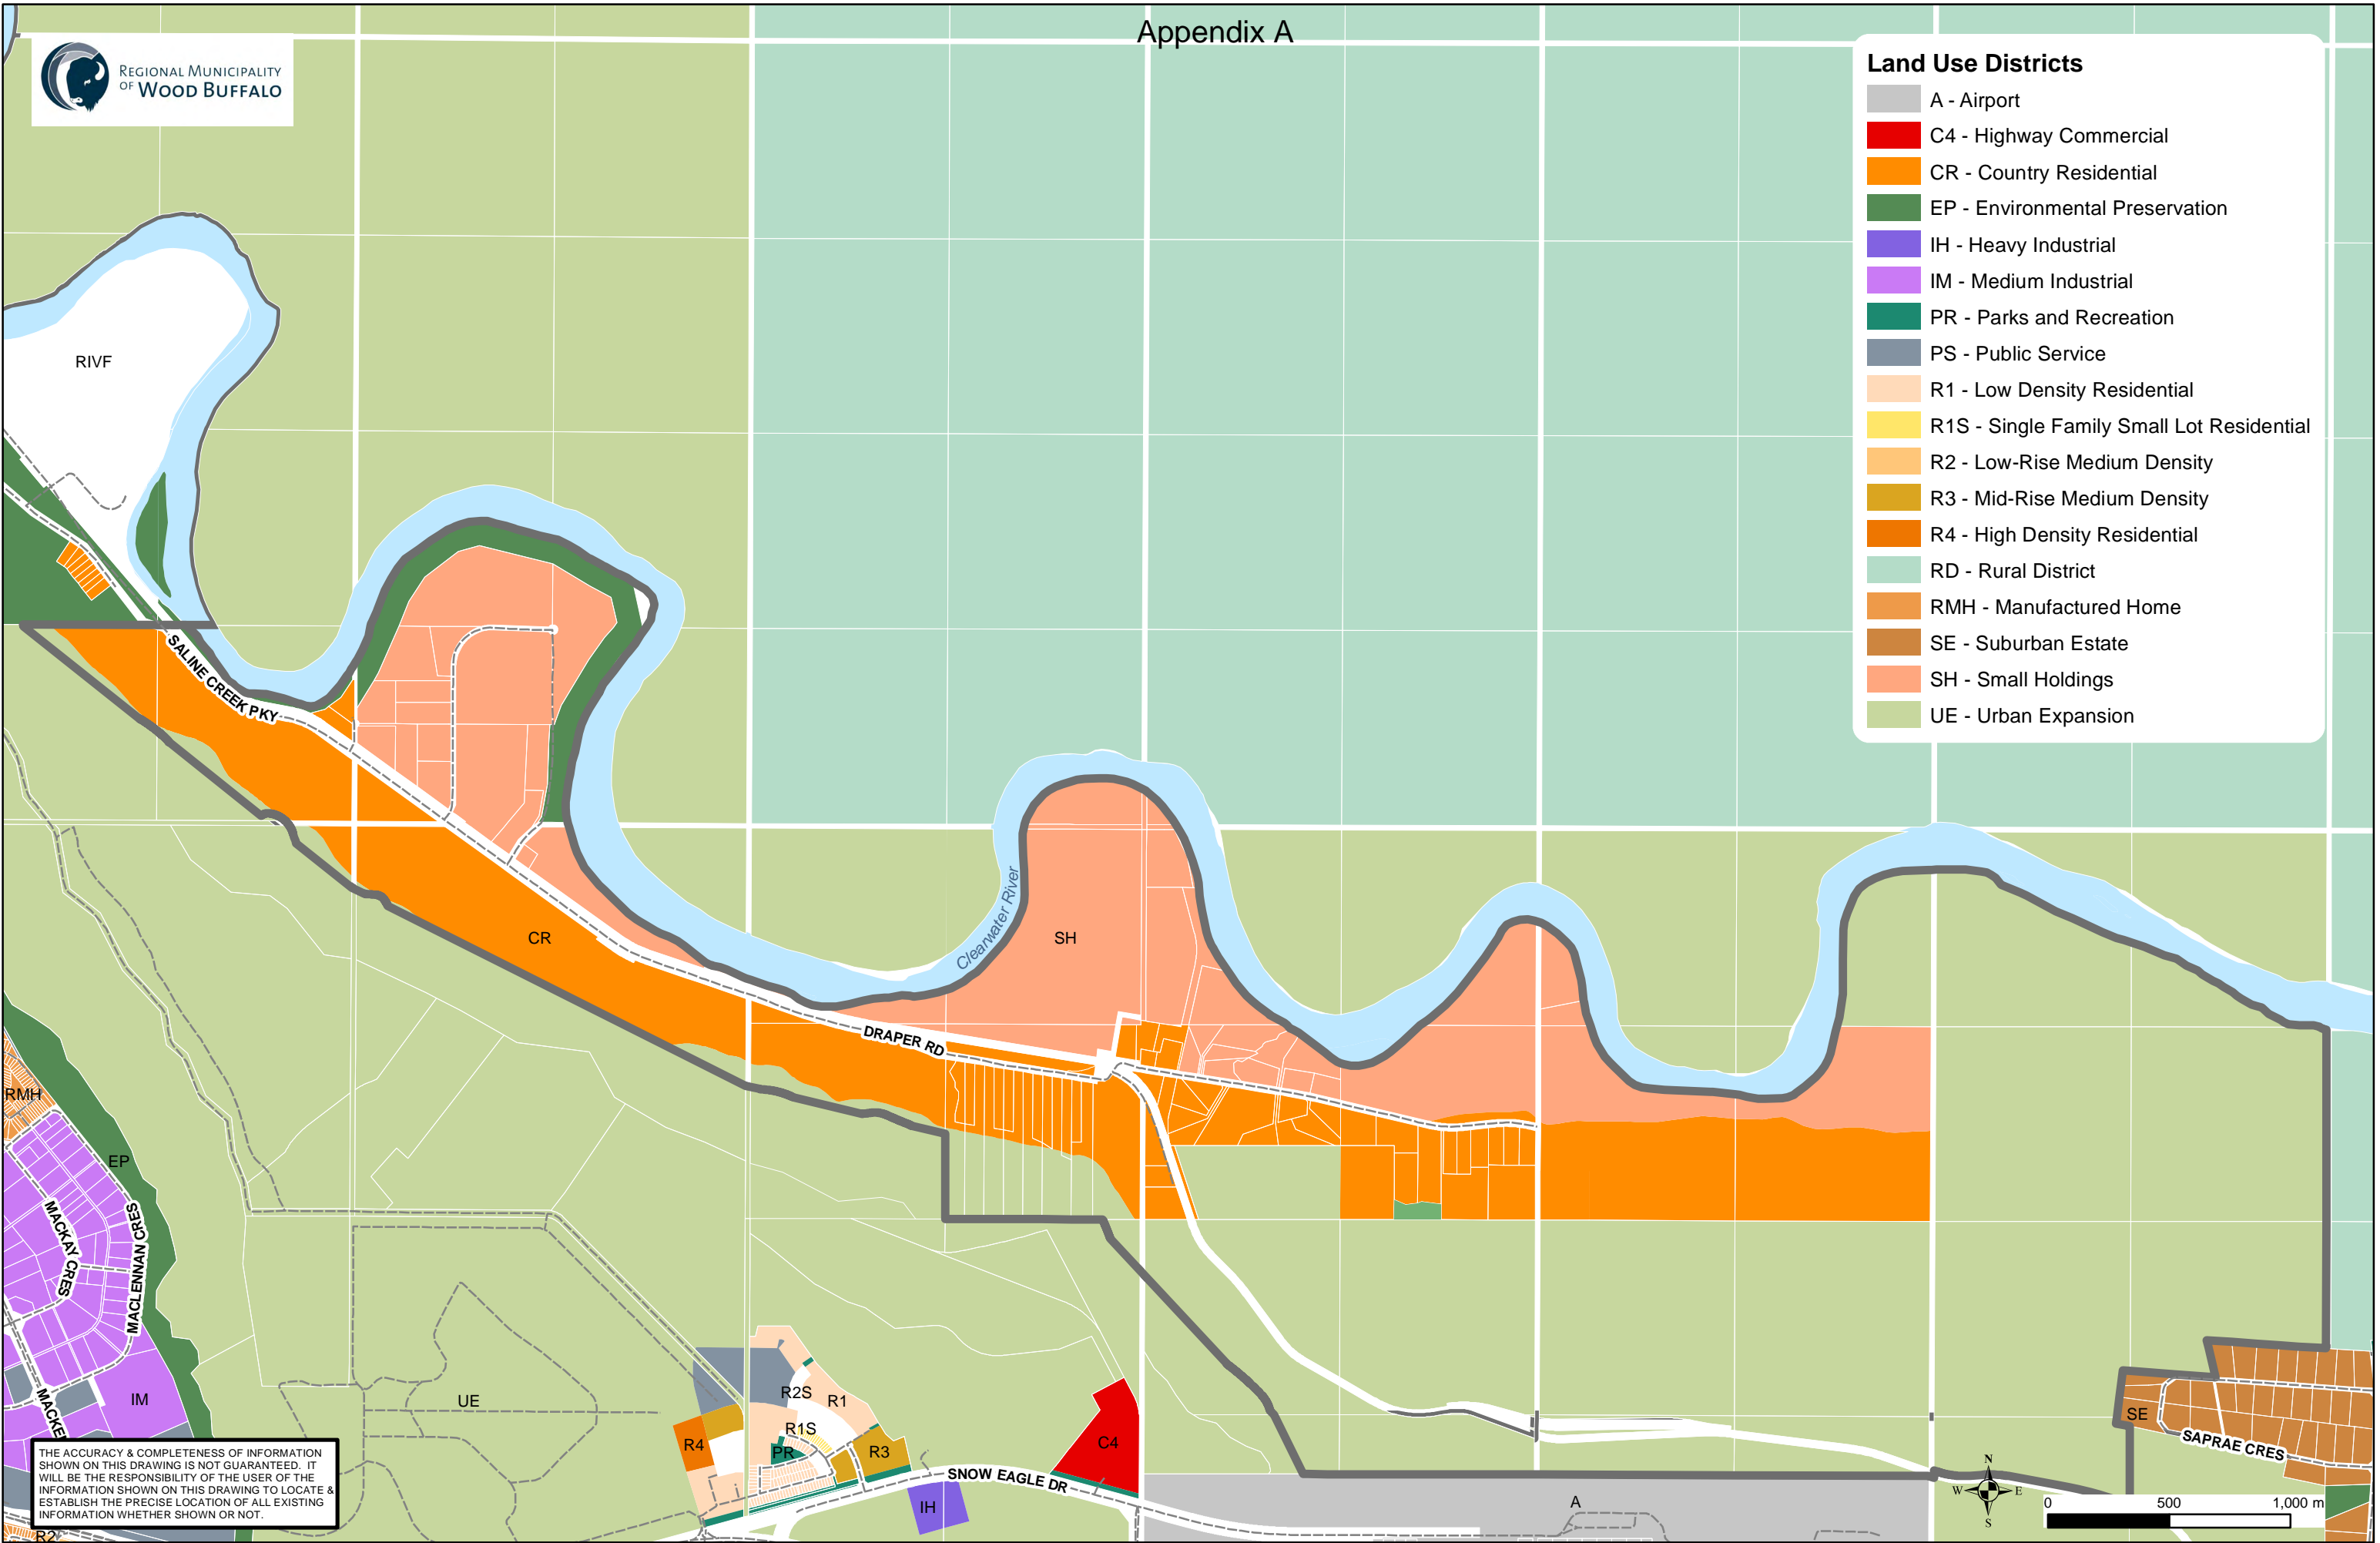 Appendix A
REGIONAL MUNICIPALITY
OF WOOD BUFFALO
Land Use Districts
A - Airport
C4 - Highway Commercial
CR - Country Residential
EP - Environmental Preservation
IH - Heavy Industrial
IM - Medium Industrial
PR - Parks and Recreation
PS - Public Service
R1 - Low Density Residential
R1S - Single Family Small Lot Residential
R2 - Low-Rise Medium Density
R3 - Mid-Rise Medium Density
R4 - High Density Residential
RD - Rural District
RMH - Manufactured Home
SE - Suburban Estate
SH - Small Holdings
UE - Urban Expansion
RIVF
SALINE CREEK PKY
Clearwater River
CR
SH
DRAPER RD
RMH
EP
MACKAY CRES
MACLENNAN CRES
IM
UE
R2S
R1
R1S
R4
PR
R3
C4
SE
SAPRAE CRES
SNOW EAGLE DR
IH
A
THE ACCURACY & COMPLETENESS OF INFORMATION
SHOWN ON THIS DRAWING IS NOT GUARANTEED. IT
WILL BE THE RESPONSIBILITY OF THE USER OF THE
INFORMATION SHOWN ON THIS DRAWING TO LOCATE &
ESTABLISH THE PRECISE LOCATION OF ALL EXISTING
INFORMATION WHETHER SHOWN OR NOT.
R2
N
W E
S
0 500 1,000 m